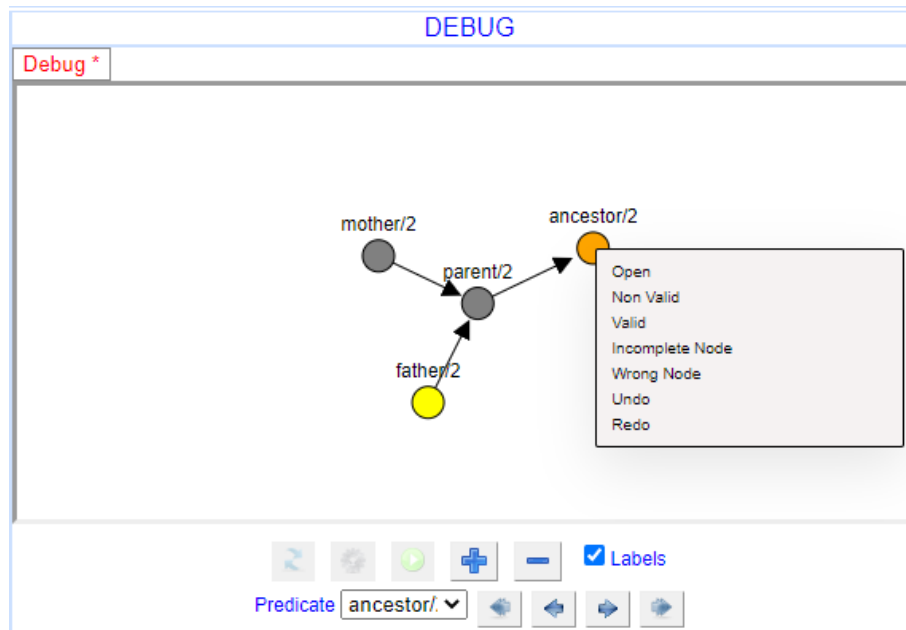 DEBUG
Debug *
ancestor/2
mother/2
parent/2
father/2
Open
Non Valid
Valid
Incomplete Node
Wrong Node
Undo
Redo
Labels
Predicate ancestor/